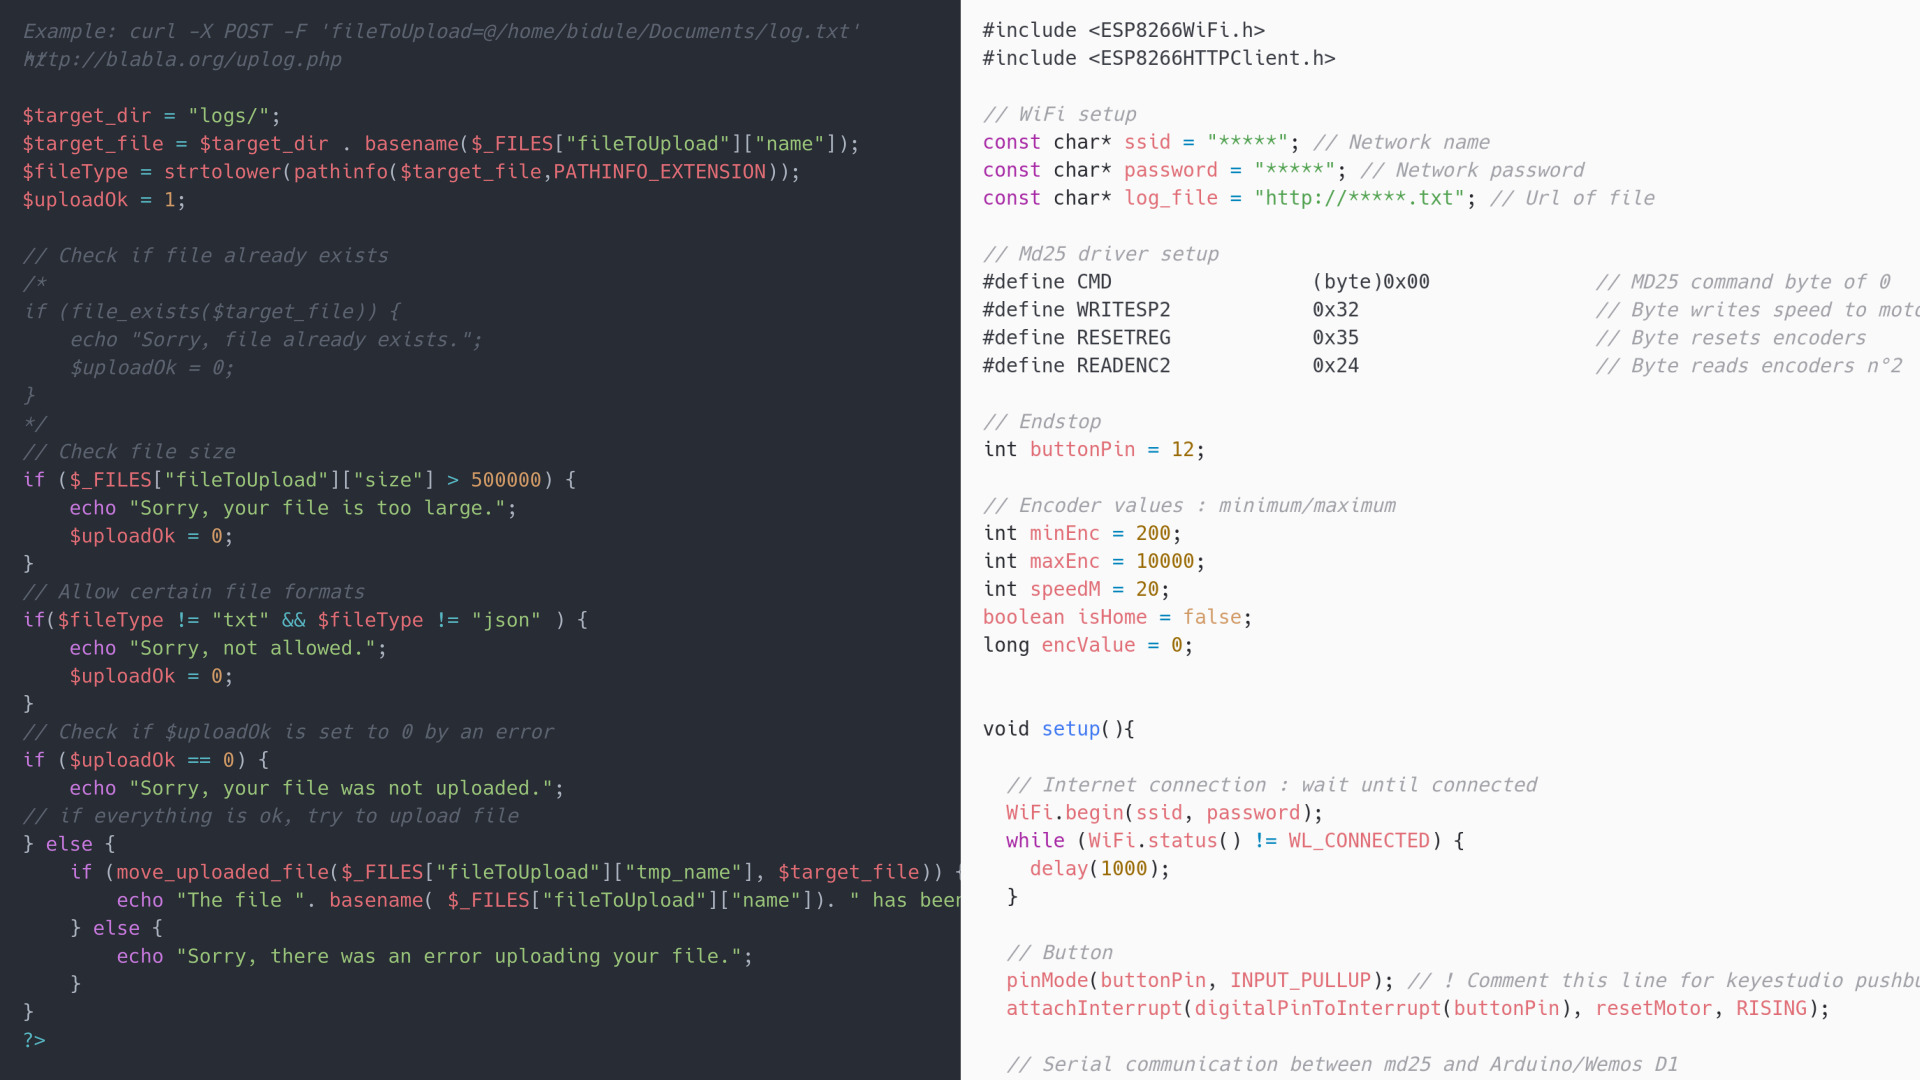 Example: curl -X POST -F 'fileToUpload=@/home/bidule/Documents/log.txt'
http://blabla.org/uplog.php
*/
$target_dir = "logs/";
$target_file = $target_dir . basename($_FILES["fileToUpload"]["name"]);
$fileType = strtolower(pathinfo($target_file,PATHINFO_EXTENSION));
$uploadOk = 1;
// Check if file already exists
/*
if (file_exists($target_file)) {
    echo "Sorry, file already exists.";
    $uploadOk = 0;
}
*/
// Check file size
if ($_FILES["fileToUpload"]["size"] > 500000) {
    echo "Sorry, your file is too large.";
    $uploadOk = 0;
}
// Allow certain file formats
if($fileType != "txt" && $fileType != "json" ) {
    echo "Sorry, not allowed.";
    $uploadOk = 0;
}
// Check if $uploadOk is set to 0 by an error
if ($uploadOk == 0) {
    echo "Sorry, your file was not uploaded.";
// if everything is ok, try to upload file
} else {
    if (move_uploaded_file($_FILES["fileToUpload"]["tmp_name"], $target_file)) {
        echo "The file ". basename( $_FILES["fileToUpload"]["name"]). " has been
    } else {
        echo "Sorry, there was an error uploading your file.";
    }
}
?>
#include <ESP8266WiFi.h>
#include <ESP8266HTTPClient.h>
// WiFi setup
const char* ssid = "*****"; // Network name
const char* password = "*****"; // Network password
const char* log_file = "http://*****.txt"; // Url of file
// Md25 driver setup
#define CMD (byte)0x00 // MD25 command byte of 0
#define WRITESP2 0x32 // Byte writes speed to moto
#define RESETREG 0x35 // Byte resets encoders
#define READENC2 0x24 // Byte reads encoders n°2
// Endstop
int buttonPin = 12;
// Encoder values : minimum/maximum
int minEnc = 200;
int maxEnc = 10000;
int speedM = 20;
boolean isHome = false;
long encValue = 0;
void setup(){
  // Internet connection : wait until connected
  WiFi.begin(ssid, password);
  while (WiFi.status() != WL_CONNECTED) {
    delay(1000);
  }
  // Button
  pinMode(buttonPin, INPUT_PULLUP); // ! Comment this line for keyestudio pushbu
  attachInterrupt(digitalPinToInterrupt(buttonPin), resetMotor, RISING);
  // Serial communication between md25 and Arduino/Wemos D1